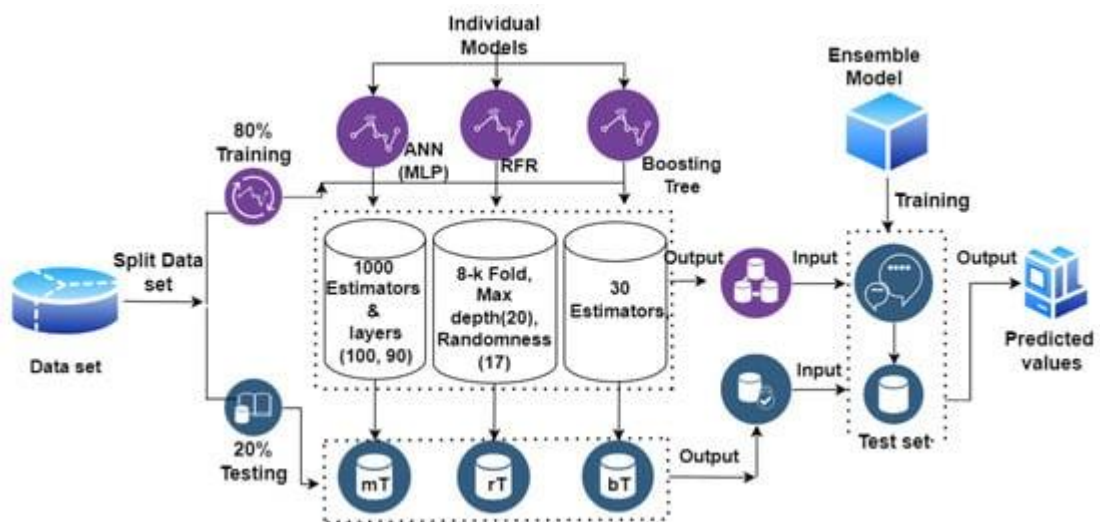 Individual
Models
Ensemble
Model
80%
Training
ANN
(MLP)
RFR
Boosting
Tree
Training
Split Data
set
1000
Estimators
&
layers
(100, 90)
8-k Fold,
Max
depth(20),
Randomness
(17)
30
Estimators,
Output
Input
Output
Data set
Predicted
values
Input
20%
Testing
mT
rT
bT
Output
Test set